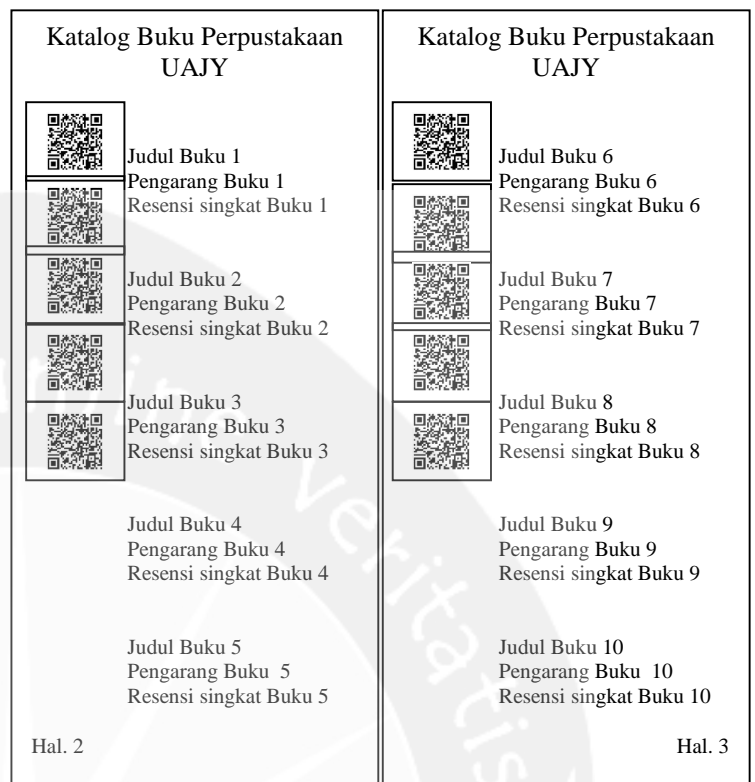 Katalog Buku Perpustakaan
UAJY
Judul Buku 1
Pengarang Buku 1
Resensi singkat Buku 1
Judul Buku 2
Pengarang Buku 2
Resensi singkat Buku 2
Judul Buku 3
Pengarang Buku 3
Resensi singkat Buku 3
Judul Buku 4
Pengarang Buku 4
Resensi singkat Buku 4
Judul Buku 5
Pengarang Buku  5
Resensi singkat Buku 5
Hal. 2
Katalog Buku Perpustakaan
UAJY
Judul Buku 6
Pengarang Buku 6
Resensi singkat Buku 6
Judul Buku 7
Pengarang Buku 7
Resensi singkat Buku 7
Judul Buku 8
Pengarang Buku 8
Resensi singkat Buku 8
Judul Buku 9
Pengarang Buku 9
Resensi singkat Buku 9
Judul Buku 10
Pengarang Buku  10
Resensi singkat Buku 10
Hal. 3
veritatis